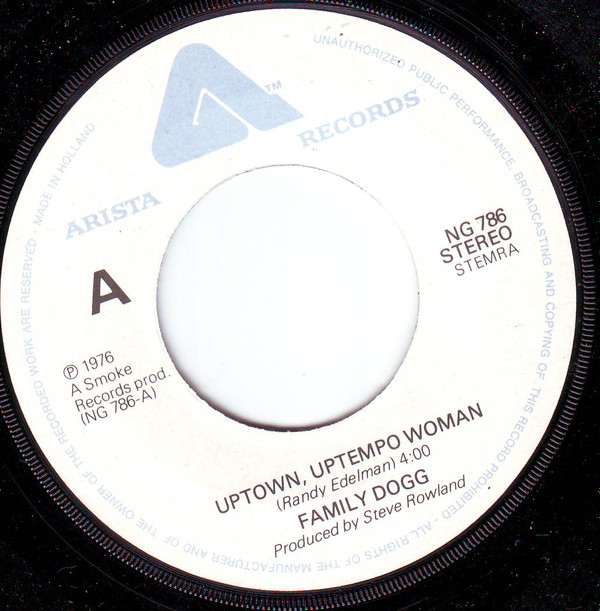 UNAUTHORIZED PUBLIC PERFORMANCE, BROADCASTING AND COPYING OF THIS RECORD PROHIBITED - ALL RIGHTS OF THE MANUFACTURER AND OF THE OWNER OF THE RECORDED WORK ARE RESERVED - MADE IN HOLLAND
TM
ARISTA RECORDS
NG 786
STEREO
STEMRA
A
℗ 1976
A Smoke
Records prod.
(NG 786-A)
UPTOWN, UPTEMPO WOMAN
(Randy Edelman) 4:00
FAMILY DOGG
Produced by Steve Rowland